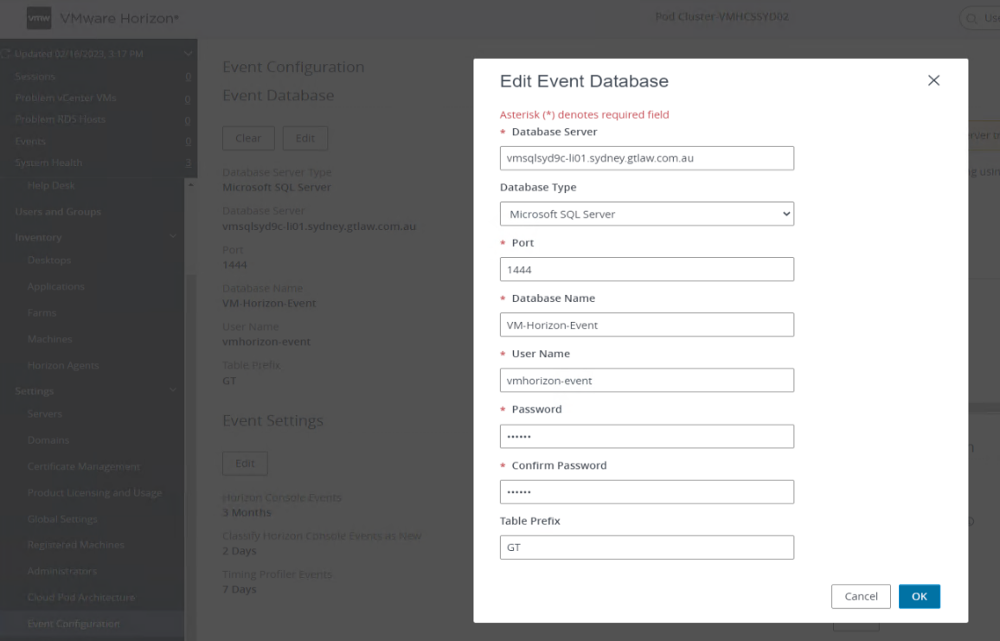 vmw VMware Horizon®
Pod Cluster-VMHCSSYD02
Use
Updated 02/16/2023, 3:17 PM
Sessions 0
Problem vCenter VMs 0
Problem RDS Hosts 0
Events 0
System Health 3
Help Desk
Users and Groups
Inventory
Desktops
Applications
Farms
Machines
Horizon Agents
Settings
Servers
Domains
Certificate Management
Product Licensing and Usage
Global Settings
Registered Machines
Administrators
Cloud Pod Architecture
Event Configuration
Event Configuration
Event Database
Clear Edit
Database Server Type
Microsoft SQL Server
Database Server
vmsqlsyd9c-li01.sydney.gtlaw.com.au
Port
1444
Database Name
VM-Horizon-Event
User Name
vmhorizon-event
Table Prefix
GT
Event Settings
Edit
Horizon Console Events
3 Months
Classify Horizon Console Events as New
2 Days
Timing Profiler Events
7 Days
Edit Event Database
Asterisk (*) denotes required field
* Database Server
vmsqlsyd9c-li01.sydney.gtlaw.com.au
Database Type
Microsoft SQL Server
* Port
1444
* Database Name
VM-Horizon-Event
* User Name
vmhorizon-event
* Password
••••••
* Confirm Password
••••••
Table Prefix
GT
Cancel OK